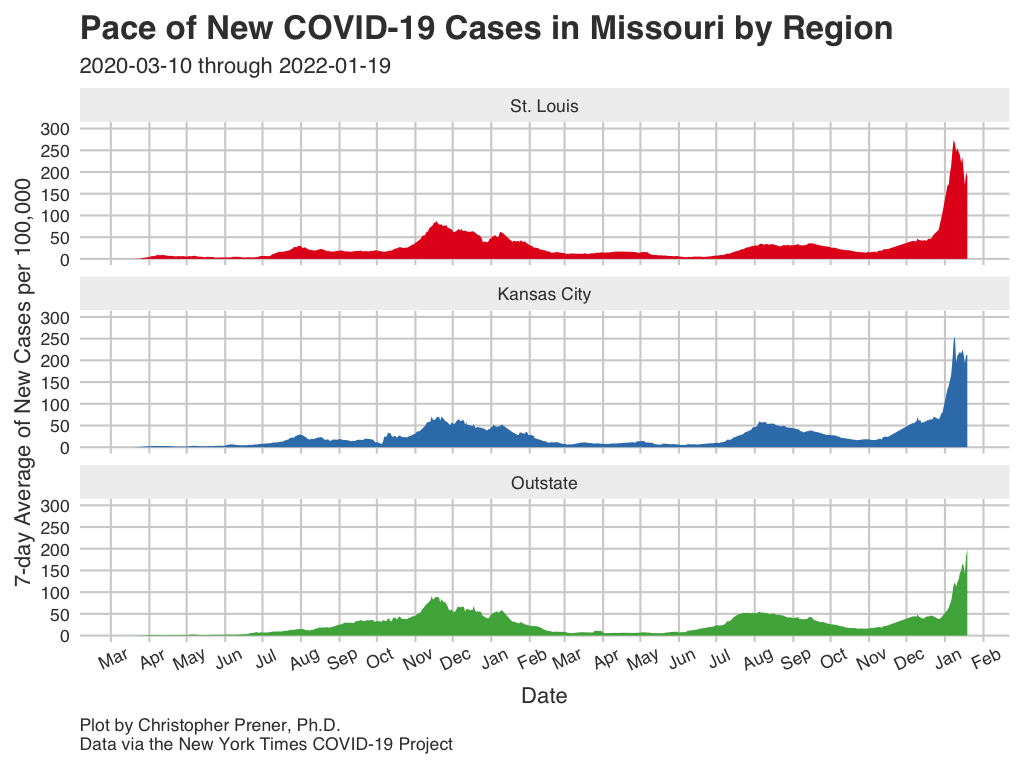 Pace of New COVID-19 Cases in Missouri by Region
2020-03-10 through 2022-01-19
7-day Average of New Cases per 100,000
St. Louis
300
250
200
150
100
50
0
Kansas City
300
250
200
150
100
50
0
Outstate
300
250
200
150
100
50
0
Mar Apr May Jun Jul Aug Sep Oct Nov Dec Jan Feb Mar Apr May Jun Jul Aug Sep Oct Nov Dec Jan Feb
Date
Plot by Christopher Prener, Ph.D.
Data via the New York Times COVID-19 Project